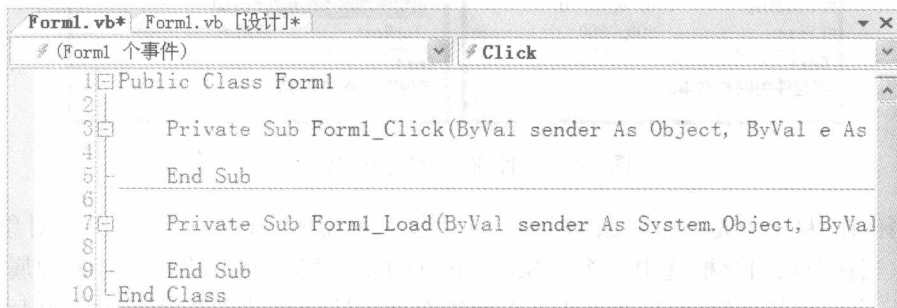 Form1.vb* Form1.vb [设计]*
(Form1 个事件) Click
1 Public Class Form1
2
3 Private Sub Form1_Click(ByVal sender As Object, ByVal e As
4
5 End Sub
6
7 Private Sub Form1_Load(ByVal sender As System.Object, ByVal
8
9 End Sub
10 End Class